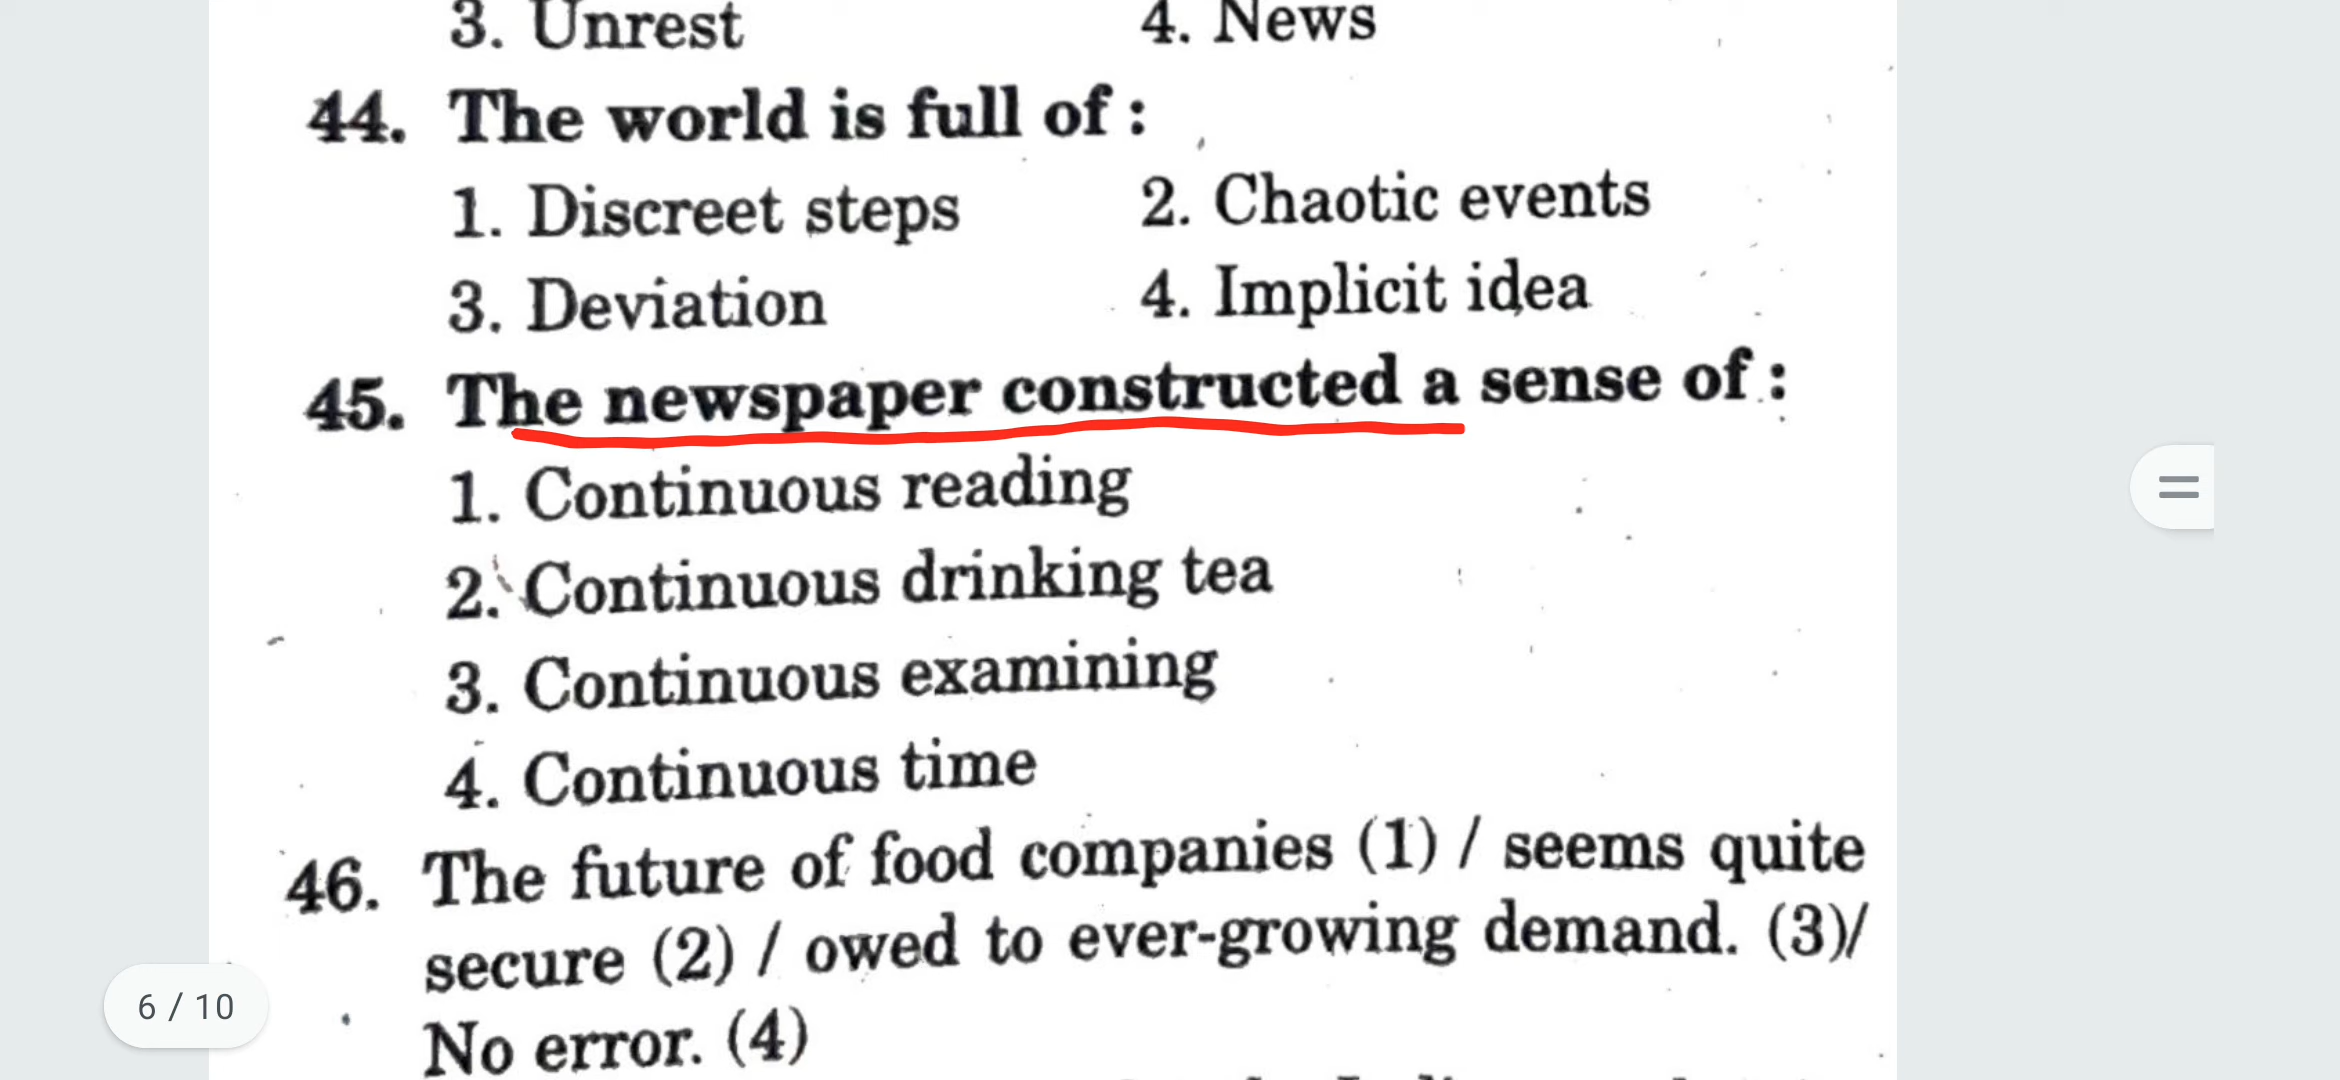 3. Unrest 4. News
44. The world is full of :
1. Discreet steps 2. Chaotic events
3. Deviation 4. Implicit idea
45. The newspaper constructed a sense of :
1. Continuous reading
2. Continuous drinking tea
3. Continuous examining
4. Continuous time
46. The future of food companies (1) / seems quite
secure (2) / owed to ever-growing demand. (3)/
No error. (4)
6 / 10